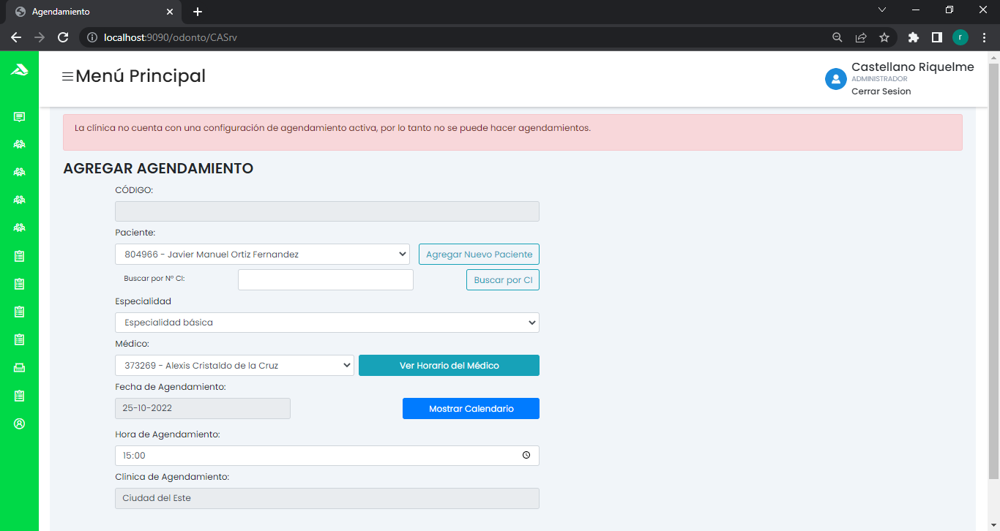 Agendamiento
localhost:9090/odonto/CASrv
r
Menú Principal
Castellano Riquelme
ADMINISTRADOR
Cerrar Sesion
La clínica no cuenta con una configuración de agendamiento activa, por lo tanto no se puede hacer agendamientos.
AGREGAR AGENDAMIENTO
CÓDIGO:
Paciente:
804966 - Javier Manuel Ortiz Fernandez
Agregar Nuevo Paciente
Buscar por N° CI:
Buscar por CI
Especialidad
Especialidad básica
Médico:
373269 - Alexis Cristaldo de la Cruz
Ver Horario del Médico
Fecha de Agendamiento:
25-10-2022
Mostrar Calendario
Hora de Agendamiento:
15:00
Clinica de Agendamiento:
Ciudad del Este